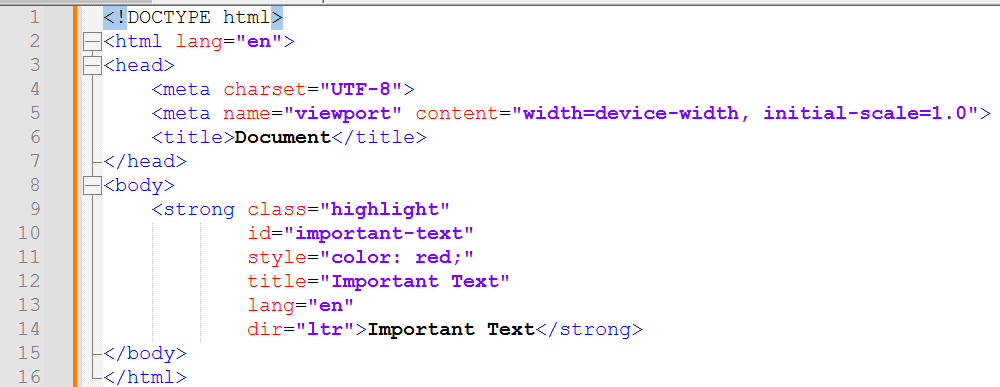 1 <!DOCTYPE html>
2 <html lang="en">
3 <head>
4 <meta charset="UTF-8">
5 <meta name="viewport" content="width=device-width, initial-scale=1.0">
6 <title>Document</title>
7 </head>
8 <body>
9 <strong class="highlight"
10 id="important-text"
11 style="color: red;"
12 title="Important Text"
13 lang="en"
14 dir="ltr">Important Text</strong>
15 </body>
16 </html>